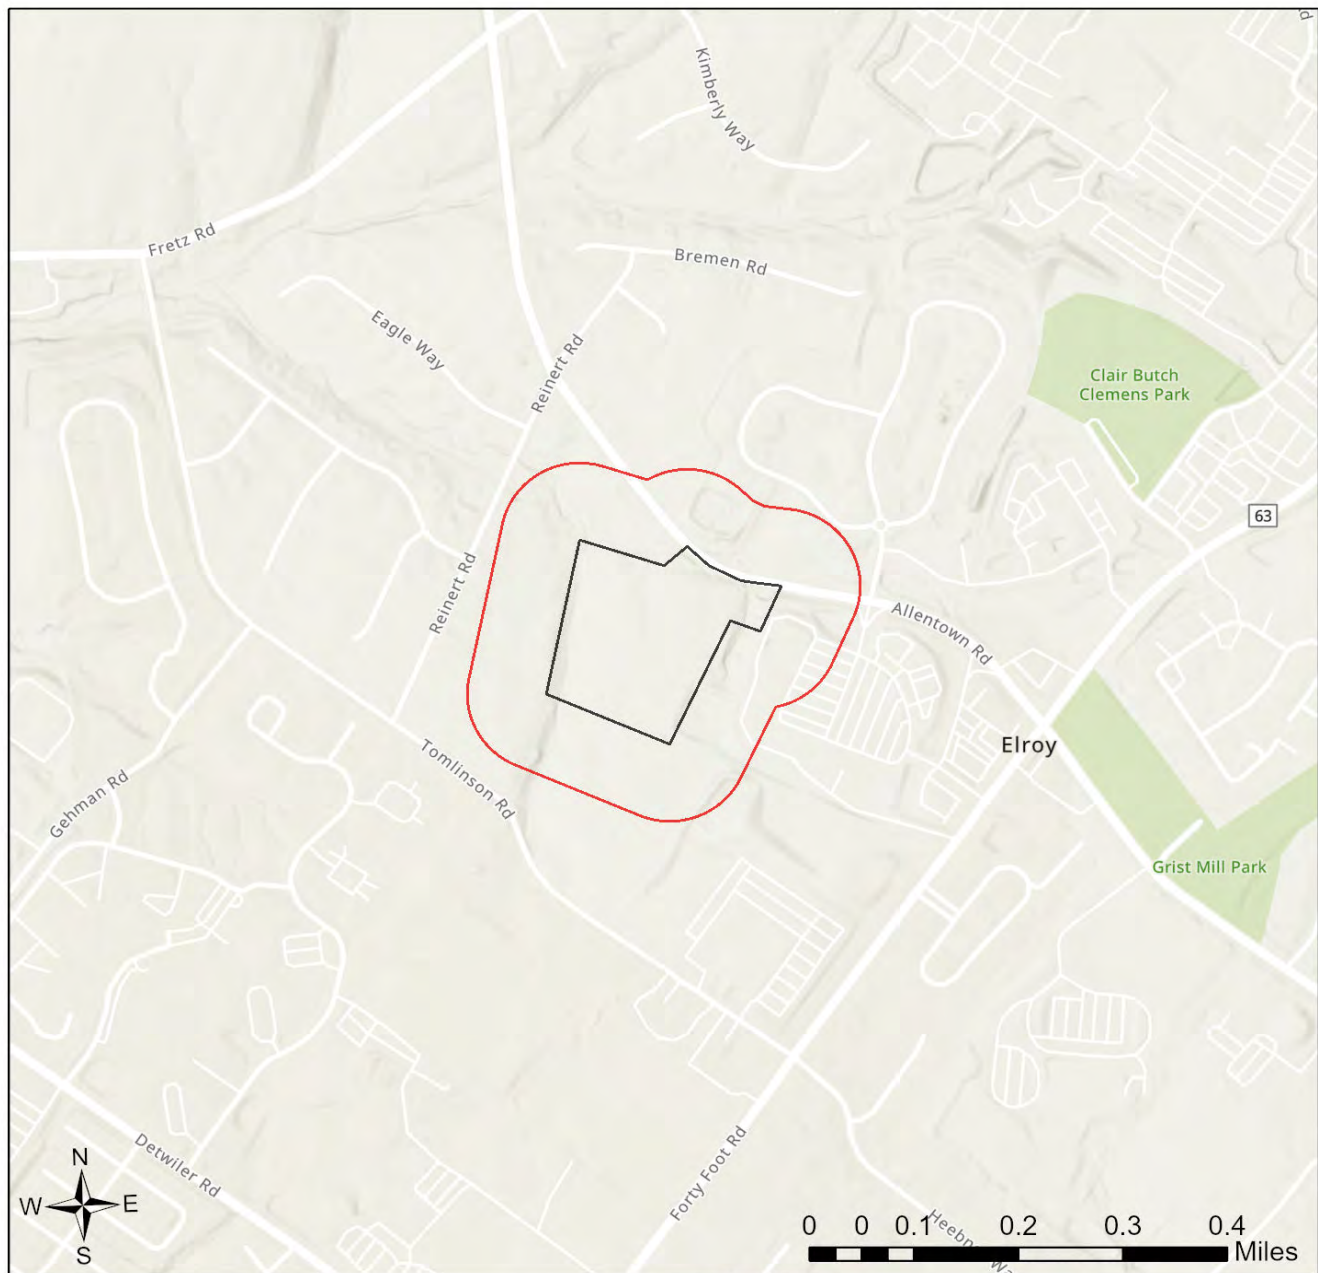 Kimberly Way
Fretz Rd
Bremen Rd
Eagle Way
Reinert Rd
Clair Butch
Clemens Park
63
Reinert Rd
Allentown Rd
Elroy
Tomlinson Rd
Gehman Rd
Grist Mill Park
Detwiler Rd
Forty Foot Rd
N
W E
S
0 0 0.1 0.2 0.3 0.4
Miles